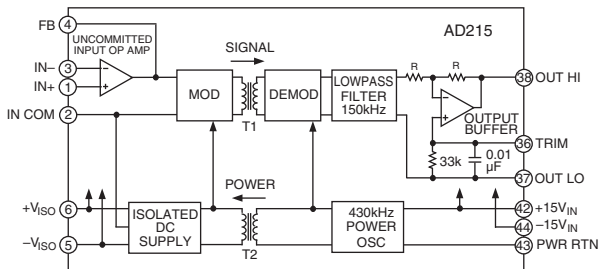 FB 4
UNCOMMITTED
INPUT OP AMP
AD215
SIGNAL
IN– 3
IN+ 1
IN COM 2
MOD
T1
DEMOD
LOWPASS
FILTER
150kHz
R
R
38 OUT HI
OUTPUT
BUFFER
36 TRIM
33k
0.01
µF
37 OUT LO
POWER
+VISO 6
–VISO 5
ISOLATED
DC
SUPPLY
T2
430kHz
POWER
OSC
42 +15VIN
44 –15VIN
43 PWR RTN